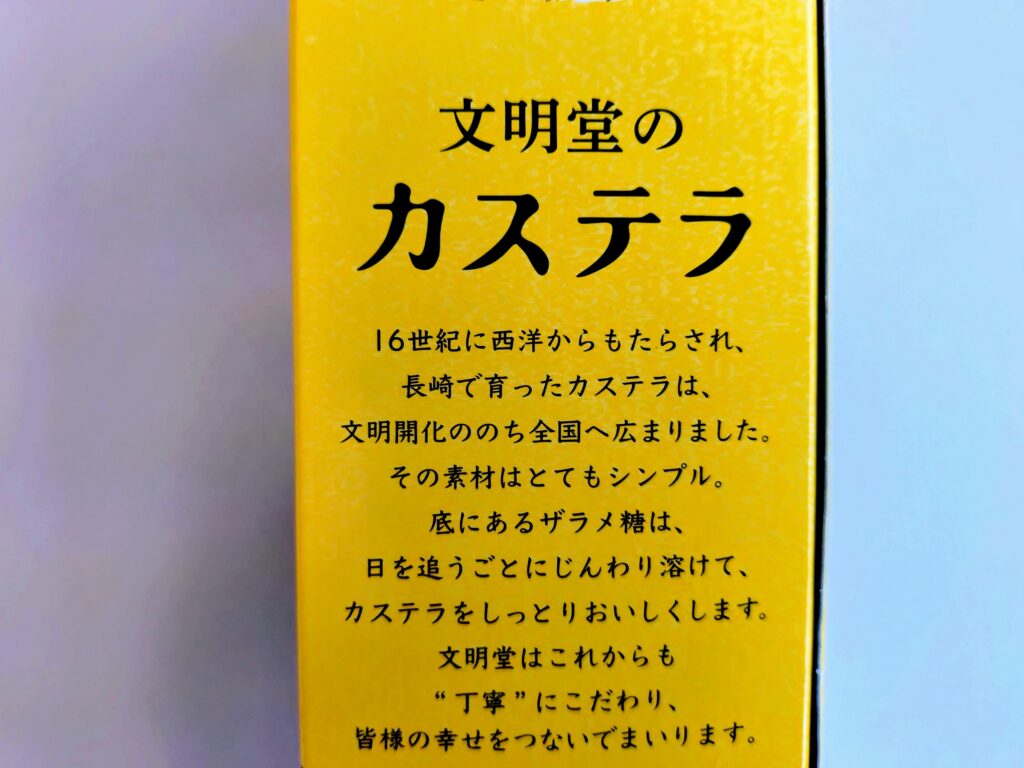 文明堂の
カステラ
16世紀に西洋からもたらされ、
長崎で育ったカステラは、
文明開化ののち全国へ広まりました。
その素材はとてもシンプル。
底にあるザラメ糖は、
日を追うごとにじんわり溶けて、
カステラをしっとりおいしくします。
文明堂はこれからも
“丁寧”にこだわり、
皆様の幸せをつないでまいります。